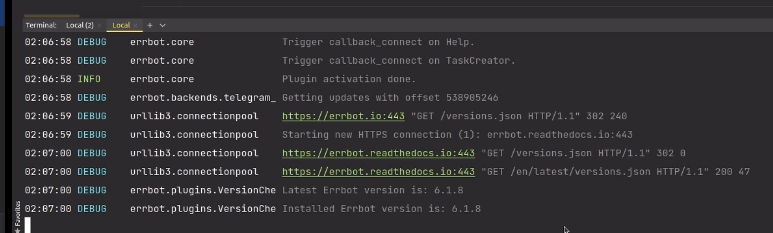 Terminal: Local (2) × Local × +
02:06:58 DEBUG errbot.core Trigger callback_connect on Help.
02:06:58 DEBUG errbot.core Trigger callback_connect on TaskCreator.
02:06:58 INFO errbot.core Plugin activation done.
02:06:58 DEBUG errbot.backends.telegram_ Getting updates with offset 538905246
02:06:59 DEBUG urllib3.connectionpool https://errbot.io:443 "GET /versions.json HTTP/1.1" 302 240
02:06:59 DEBUG urllib3.connectionpool Starting new HTTPS connection (1): errbot.readthedocs.io:443
02:07:00 DEBUG urllib3.connectionpool https://errbot.readthedocs.io:443 "GET /versions.json HTTP/1.1" 302 0
02:07:00 DEBUG urllib3.connectionpool https://errbot.readthedocs.io:443 "GET /en/latest/versions.json HTTP/1.1" 200 47
02:07:00 DEBUG errbot.plugins.VersionChe Latest Errbot version is: 6.1.8
02:07:00 DEBUG errbot.plugins.VersionChe Installed Errbot version is: 6.1.8
Favorites